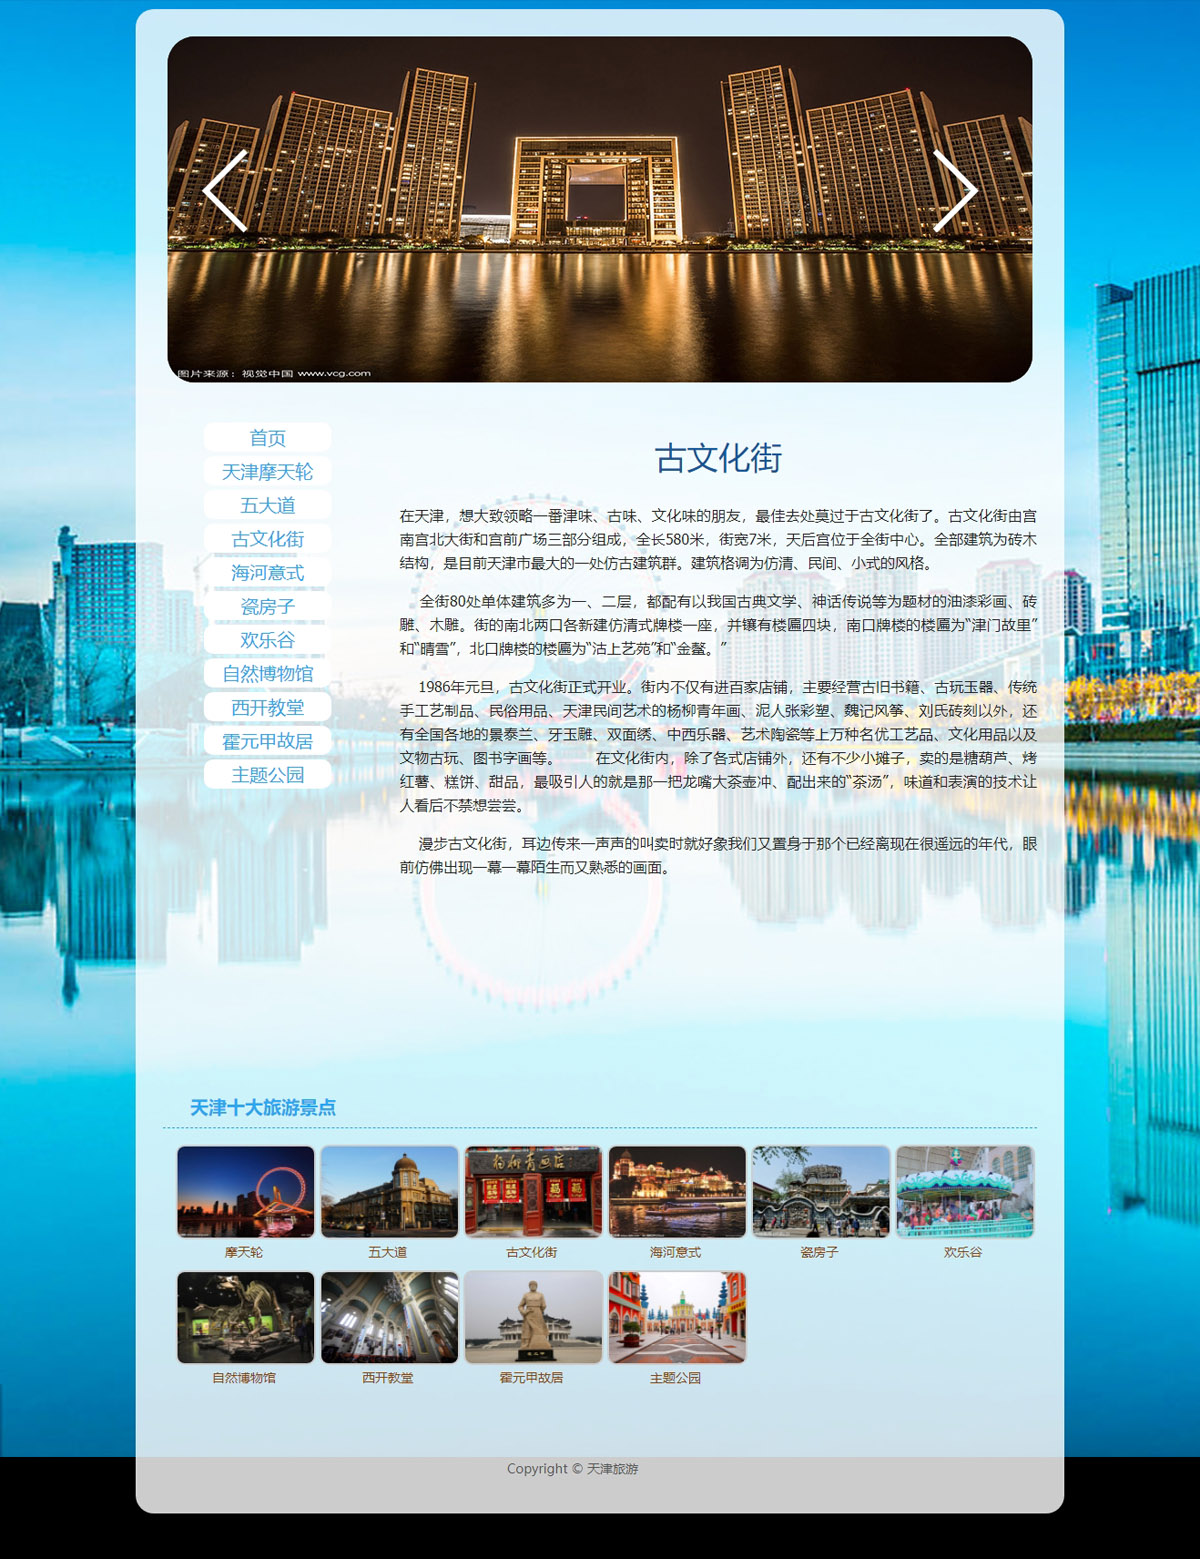 图片来源：视觉中国 www.vcg.com
首页
天津摩天轮
五大道
古文化街
海河意式
瓷房子
欢乐谷
自然博物馆
西开教堂
霍元甲故居
主题公园
古文化街
在天津，想大致领略一番津味、古味、文化味的朋友，最佳去处莫过于古文化街了。古文化街由宫
南宫北大街和宫前广场三部分组成，全长580米，街宽7米，天后宫位于全街中心。全部建筑为砖木
结构，是目前天津市最大的一处仿古建筑群。建筑格调为仿清、民间、小式的风格。
全街80处单体建筑多为一、二层，都配有以我国古典文学、神话传说等为题材的油漆彩画、砖
雕、木雕。街的南北两口各新建仿清式牌楼一座，并镶有楼匾四块，南口牌楼的楼匾为“津门故里”
和“晴雪”，北口牌楼的楼匾为“沽上艺苑”和“金鳌。”
1986年元旦，古文化街正式开业。街内不仅有进百家店铺，主要经营古旧书籍、古玩玉器、传统
手工艺制品、民俗用品、天津民间艺术的杨柳青年画、泥人张彩塑、魏记风筝、刘氏砖刻以外，还
有全国各地的景泰兰、牙玉雕、双面绣、中西乐器、艺术陶瓷等上万种名优工艺品、文化用品以及
文物古玩、图书字画等。 在文化街内，除了各式店铺外，还有不少小摊子，卖的是糖葫芦、烤
红薯、糕饼、甜品，最吸引人的就是那一把龙嘴大茶壶冲、配出来的“茶汤”，味道和表演的技术让
人看后不禁想尝尝。
漫步古文化街，耳边传来一声声的叫卖时就好象我们又置身于那个已经离现在很遥远的年代，眼
前仿佛出现一幕一幕陌生而又熟悉的画面。
天津十大旅游景点
杨柳青画店
福
福
摩天轮
五大道
古文化街
海河意式
瓷房子
欢乐谷
自然博物馆
西开教堂
霍元甲故居
主题公园
Copyright © 天津旅游